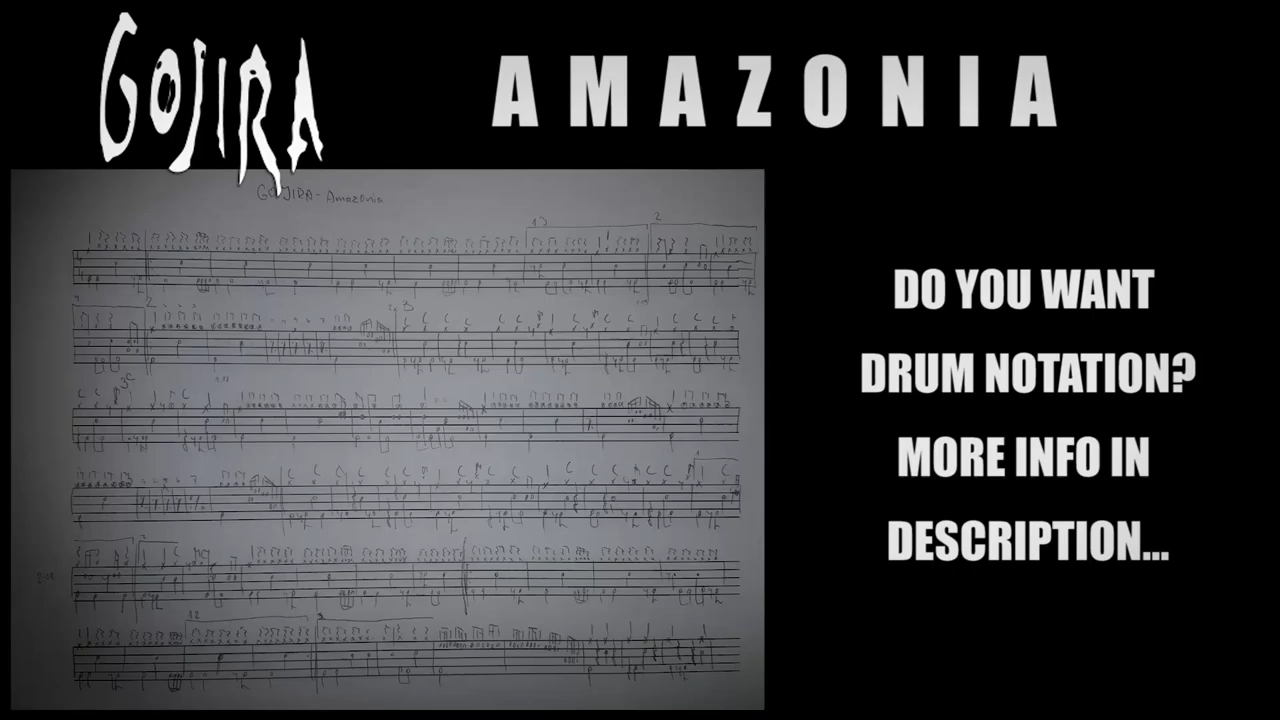 GOJIRA
AMAZONIA
GOJIRA - Amazonia
DO YOU WANT
DRUM NOTATION?
MORE INFO IN
DESCRIPTION...